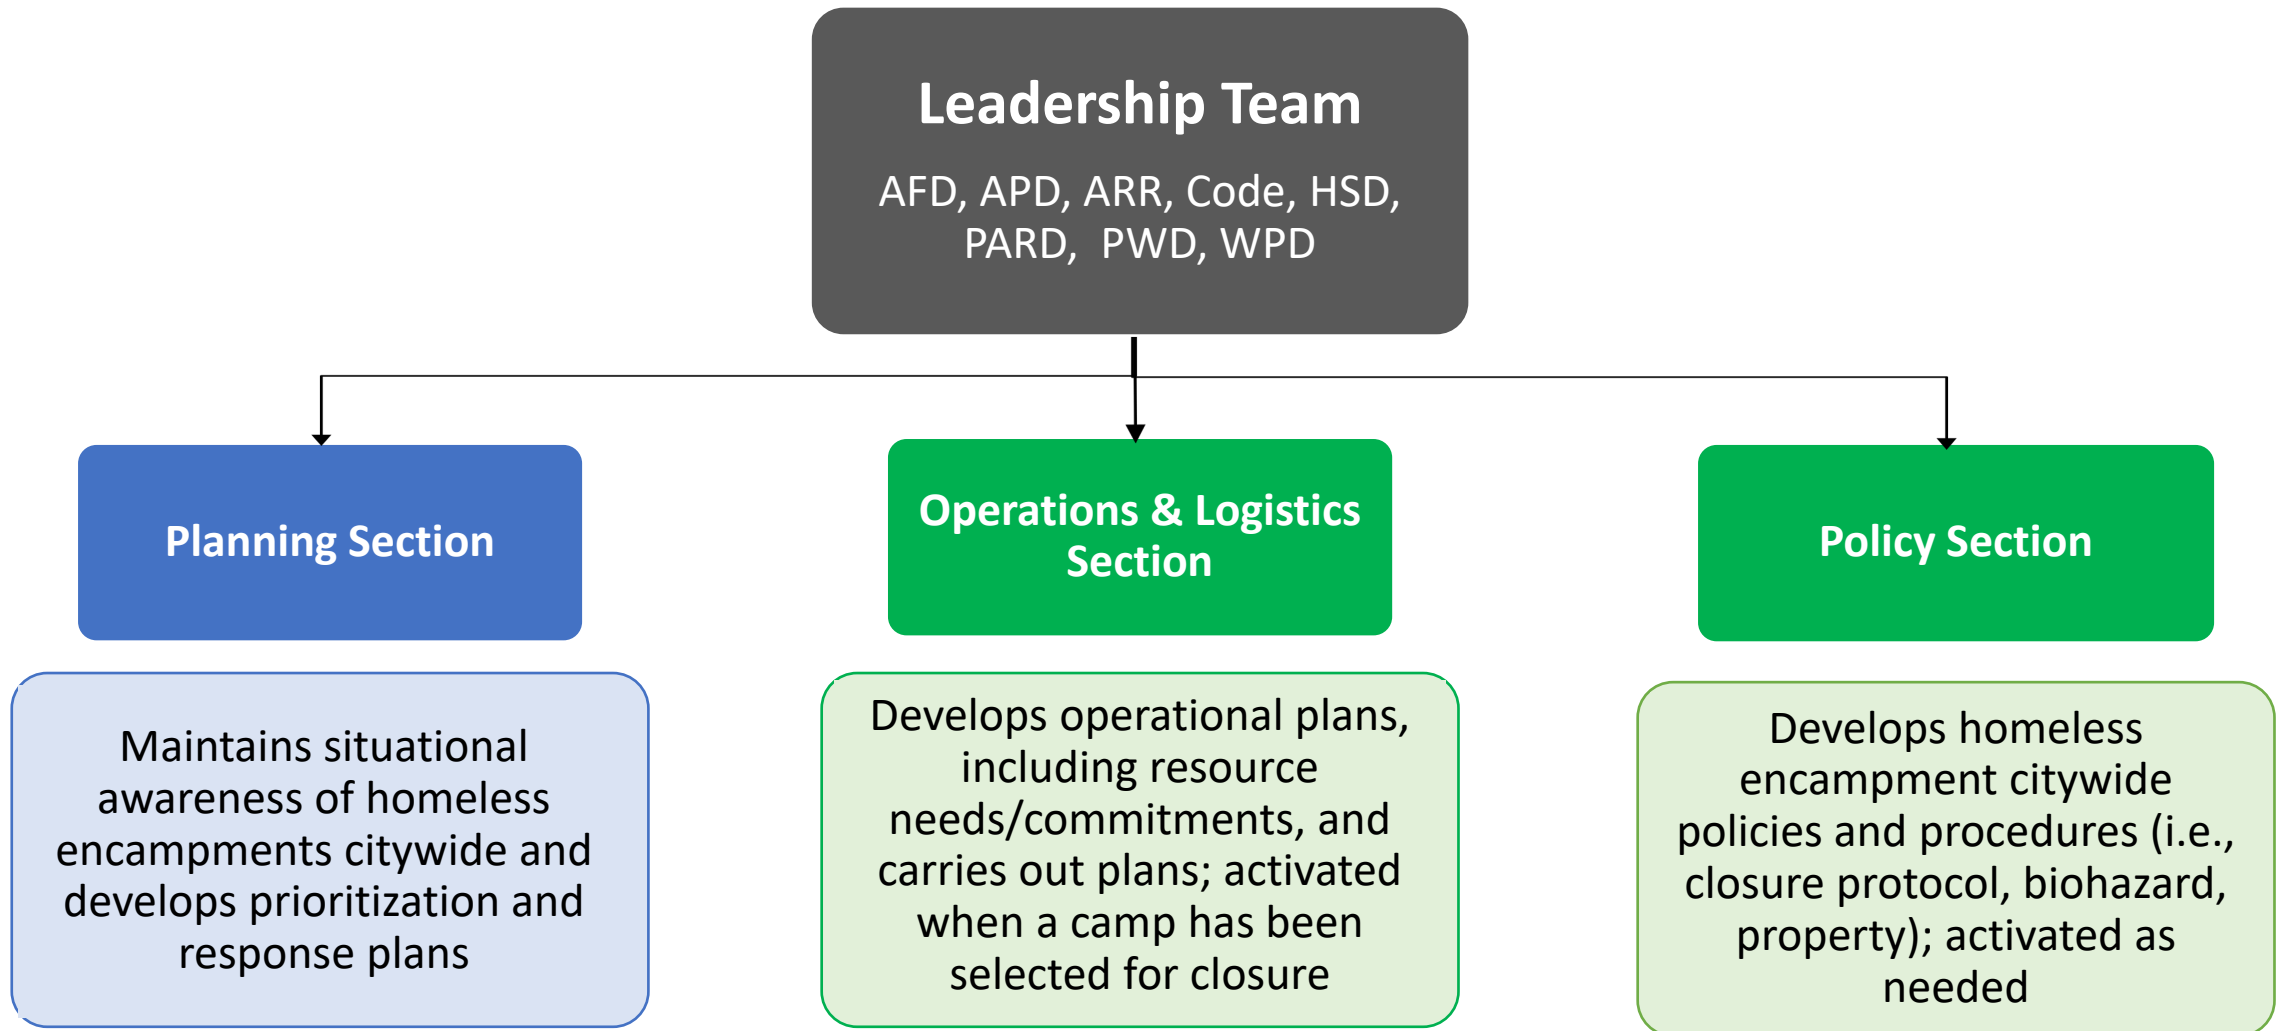 Leadership Team
AFD, APD, ARR, Code, HSD,
PARD,  PWD, WPD
Planning Section
Operations & Logistics
Section
Policy Section
Maintains situational
awareness of homeless
encampments citywide and
develops prioritization and
response plans
Develops operational plans,
including resource
needs/commitments, and
carries out plans; activated
when a camp has been
selected for closure
Develops homeless
encampment citywide
policies and procedures (i.e.,
closure protocol, biohazard,
property); activated as
needed